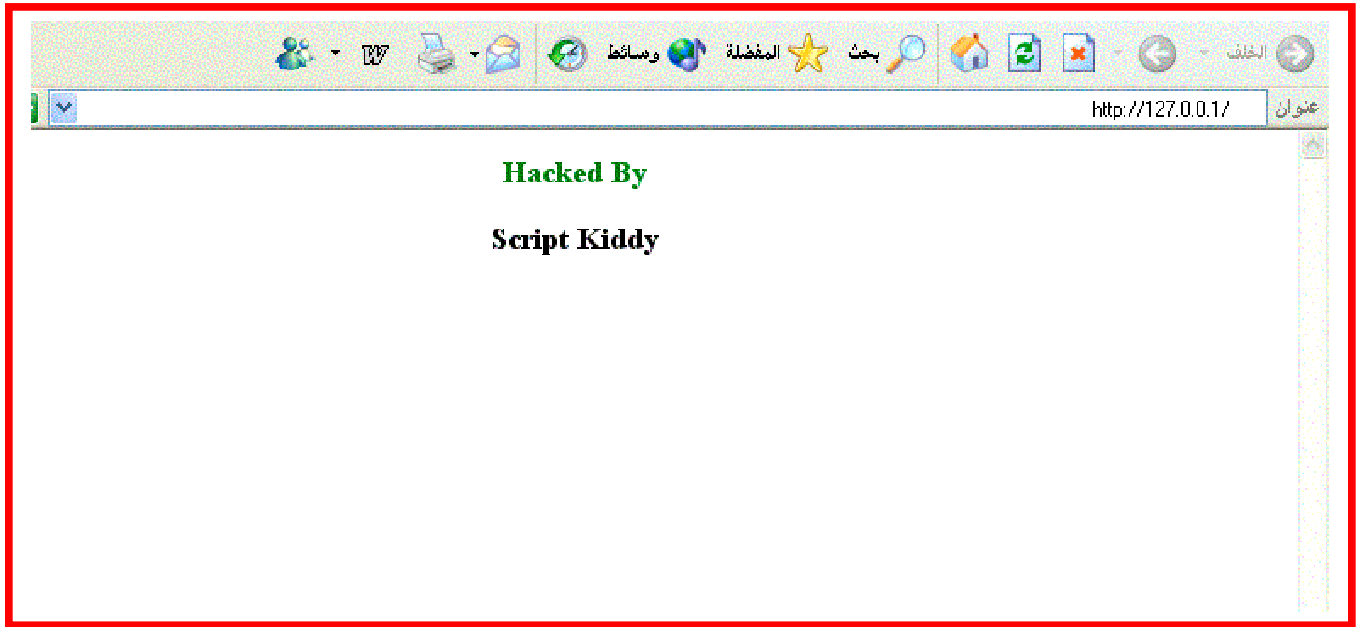 الخلف بحث المفضلة وسائط W
عنوان http://127.0.0.1/
Hacked By
Script Kiddy